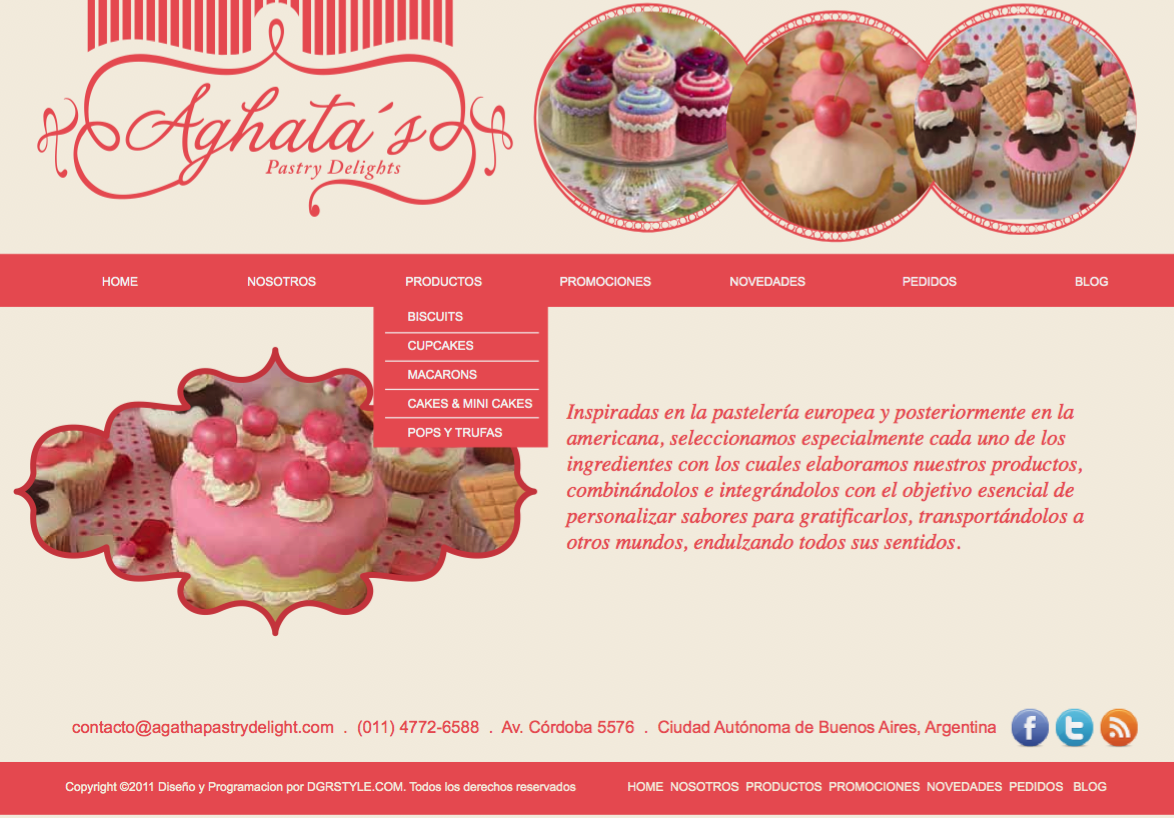 Aghata´s
Pastry Delights
HOME NOSOTROS PRODUCTOS PROMOCIONES NOVEDADES PEDIDOS BLOG
BISCUITS
CUPCAKES
MACARONS
CAKES & MINI CAKES
POPS Y TRUFAS
Inspiradas en la pastelería europea y posteriormente en la
americana, seleccionamos especialmente cada uno de los
ingredientes con los cuales elaboramos nuestros productos,
combinándolos e integrándolos con el objetivo esencial de
personalizar sabores para gratificarlos, transportándolos a
otros mundos, endulzando todos sus sentidos.
contacto@agathapastrydelight.com . (011) 4772-6588 . Av. Córdoba 5576 . Ciudad Autónoma de Buenos Aires, Argentina
Copyright ©2011 Diseño y Programacion por DGRSTYLE.COM. Todos los derechos reservados HOME NOSOTROS PRODUCTOS PROMOCIONES NOVEDADES PEDIDOS BLOG